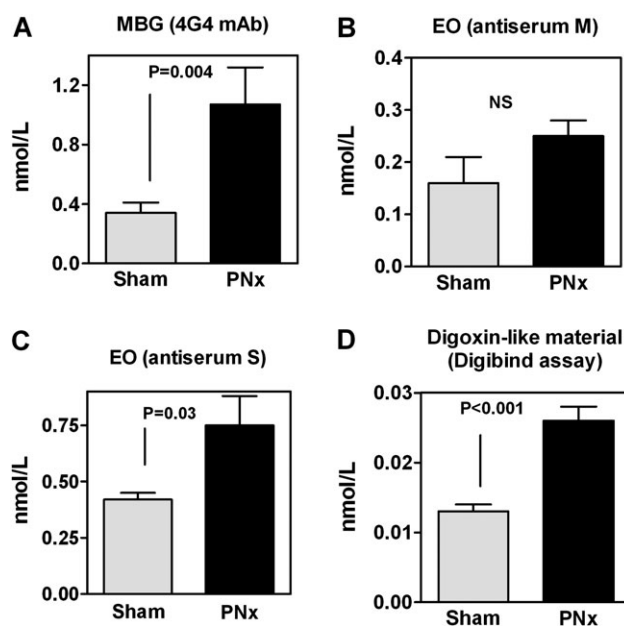 A
MBG (4G4 mAb)
nmol/L
1.2
0.8
0.4
0.0
P=0.004
Sham
PNx
B
EO (antiserum M)
nmol/L
0.4
0.3
0.2
0.1
0.0
NS
Sham
PNx
C
EO (antiserum S)
nmol/L
0.75
0.50
0.25
0.00
P=0.03
Sham
PNx
D
Digoxin-like material
(Digibind assay)
nmol/L
0.03
0.02
0.01
0.00
P<0.001
Sham
PNx